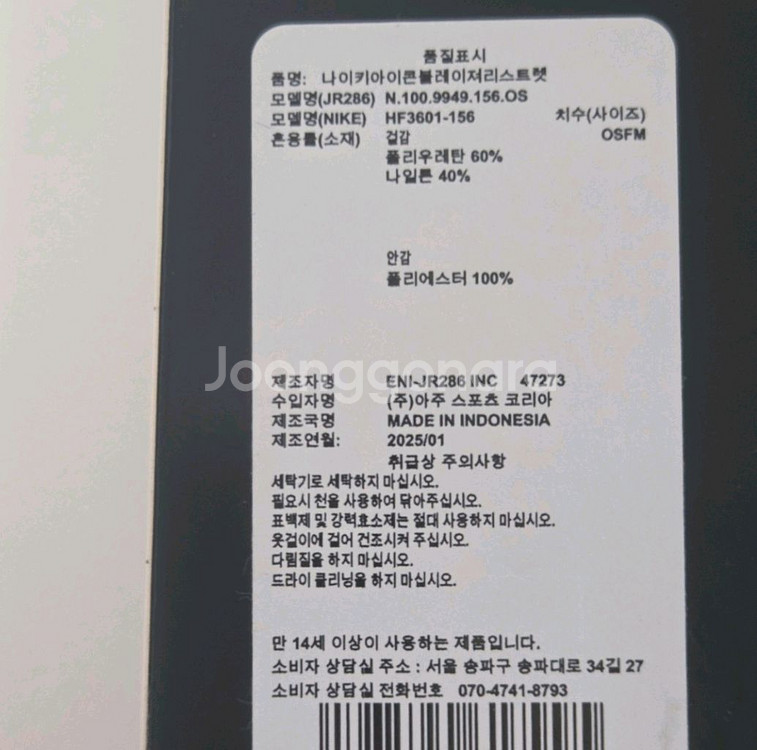 품질표시
품명: 나이키아이콘블레이져리스트렛
모델명(JR286) N.100.9949.156.OS
모델명(NIKE) HF3601-156 치수(사이즈)
혼용률(소재) 겉감 OSFM
폴리우레탄 60%
나일론 40%
안감
폴리에스터 100%
Joonggonara
제조자명 ENI-JR286 INC 47273
수입자명 (주)아주 스포츠 코리아
제조국명 MADE IN INDONESIA
제조연월: 2025/01
취급상 주의사항
세탁기로 세탁하지 마십시오.
필요시 천을 사용하여 닦아주십시오.
표백제 및 강력효소제는 절대 사용하지 마십시오.
옷걸이에 걸어 건조시켜 주십시오.
다림질을 하지 마십시오.
드라이 클리닝을 하지 마십시오.
만 14세 이상이 사용하는 제품입니다.
소비자 상담실 주소 : 서울 송파구 송파대로 34길 27
소비자 상담실 전화번호 070-4741-8793